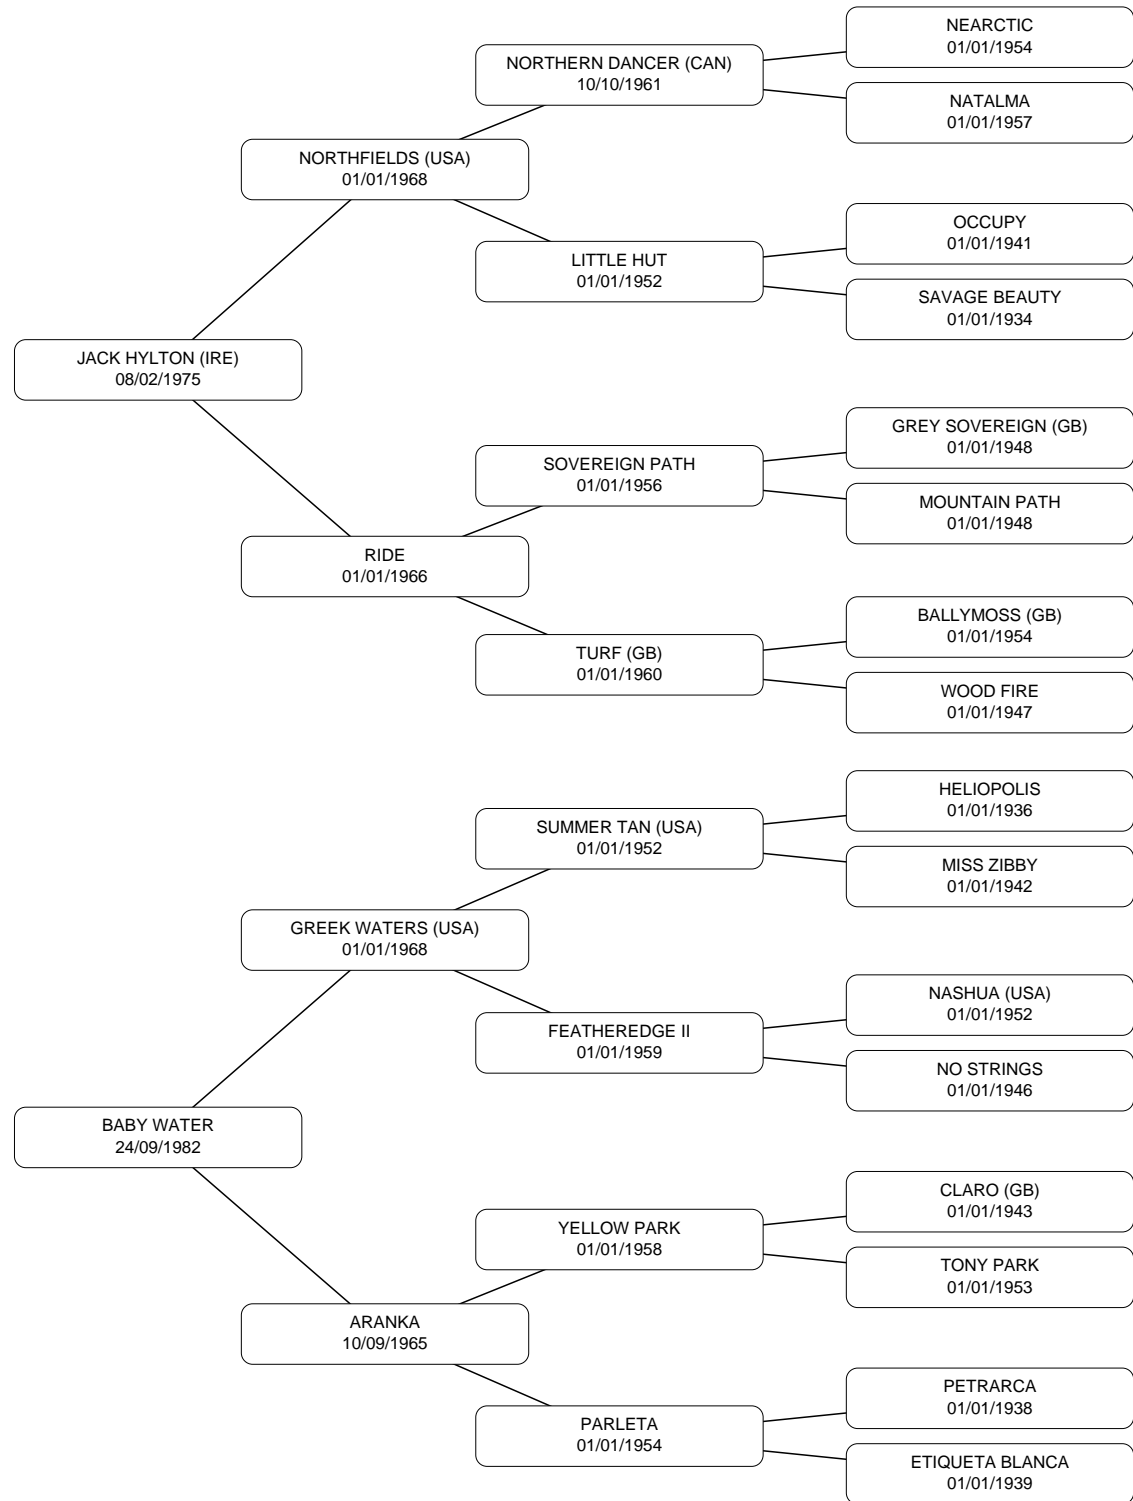 NEARCTIC
01/01/1954
NORTHERN DANCER (CAN)
10/10/1961
NATALMA
01/01/1957
NORTHFIELDS (USA)
01/01/1968
OCCUPY
01/01/1941
LITTLE HUT
01/01/1952
SAVAGE BEAUTY
01/01/1934
JACK HYLTON (IRE)
08/02/1975
GREY SOVEREIGN (GB)
01/01/1948
SOVEREIGN PATH
01/01/1956
MOUNTAIN PATH
01/01/1948
RIDE
01/01/1966
BALLYMOSS (GB)
01/01/1954
TURF (GB)
01/01/1960
WOOD FIRE
01/01/1947
HELIOPOLIS
01/01/1936
SUMMER TAN (USA)
01/01/1952
MISS ZIBBY
01/01/1942
GREEK WATERS (USA)
01/01/1968
NASHUA (USA)
01/01/1952
FEATHEREDGE II
01/01/1959
NO STRINGS
01/01/1946
BABY WATER
24/09/1982
CLARO (GB)
01/01/1943
YELLOW PARK
01/01/1958
TONY PARK
01/01/1953
ARANKA
10/09/1965
PETRARCA
01/01/1938
PARLETA
01/01/1954
ETIQUETA BLANCA
01/01/1939